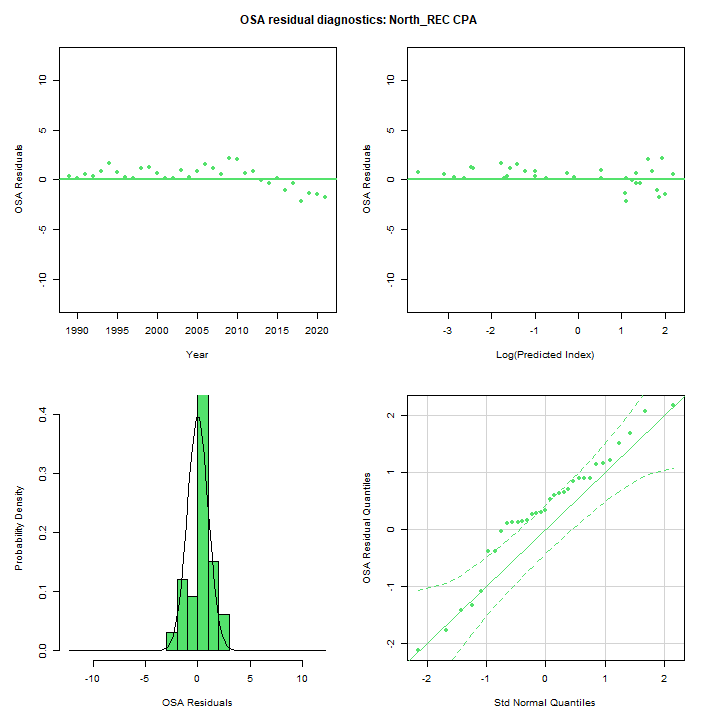 OSA residual diagnostics: North_REC CPA
OSA Residuals
10
5
0
-5
-10
1990 1995 2000 2005 2010 2015 2020
Year
OSA Residuals
10
5
0
-5
-10
-3 -2 -1 0 1 2
Log(Predicted Index)
Probability Density
0.4
0.3
0.2
0.1
0.0
-10 -5 0 5 10
OSA Residuals
OSA Residual Quantiles
2
1
0
-1
-2
-2 -1 0 1 2
Std Normal Quantiles